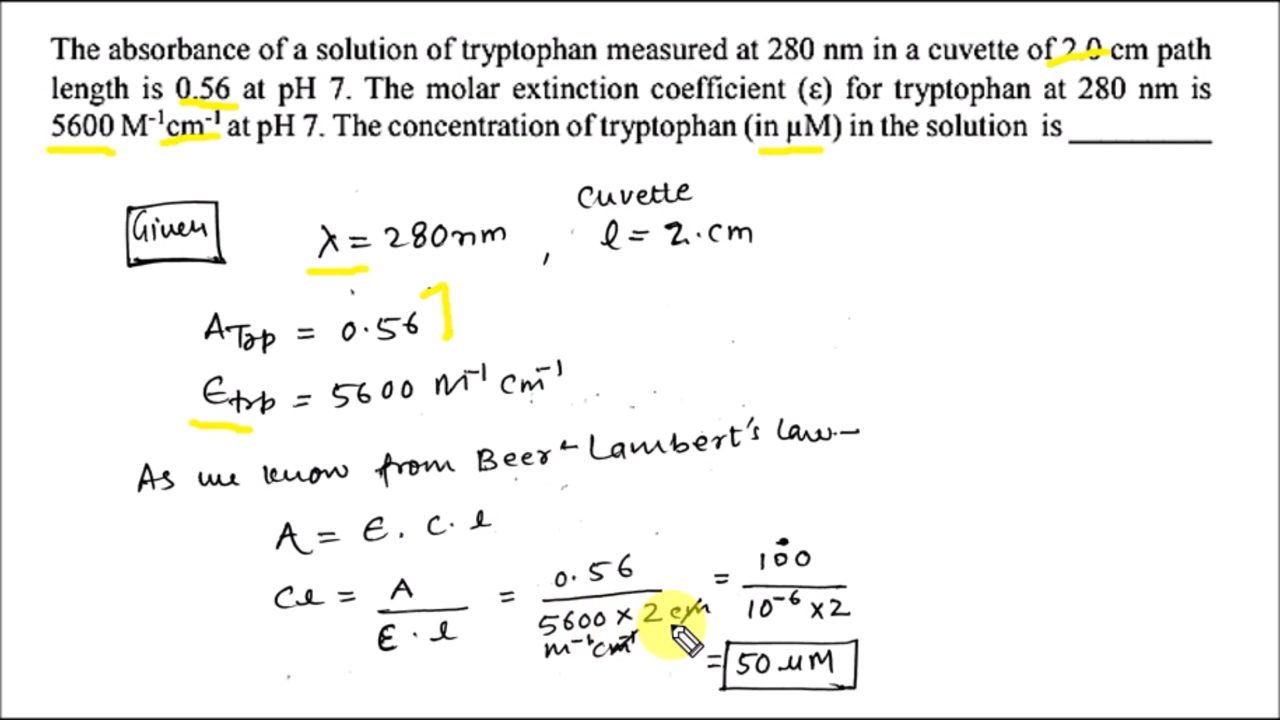 The absorbance of a solution of tryptophan measured at 280 nm in a cuvette of 2.0 cm path
length is 0.56 at pH 7. The molar extinction coefficient (ε) for tryptophan at 280 nm is
5600 M⁻¹cm⁻¹ at pH 7. The concentration of tryptophan (in µM) in the solution is ________
Cuvette
Given λ = 280nm , l = 2.cm
A_Trp = 0.56
ϵ_trp = 5600 M⁻¹ cm⁻¹
As we know from Beer-Lambert's law-
A = ϵ. c. l
Cl = A / ϵ.l = 0.56 / 5600 × 2 cm = 100 / 10⁻⁶ × 2
M⁻¹cm⁻¹
= 50 µM